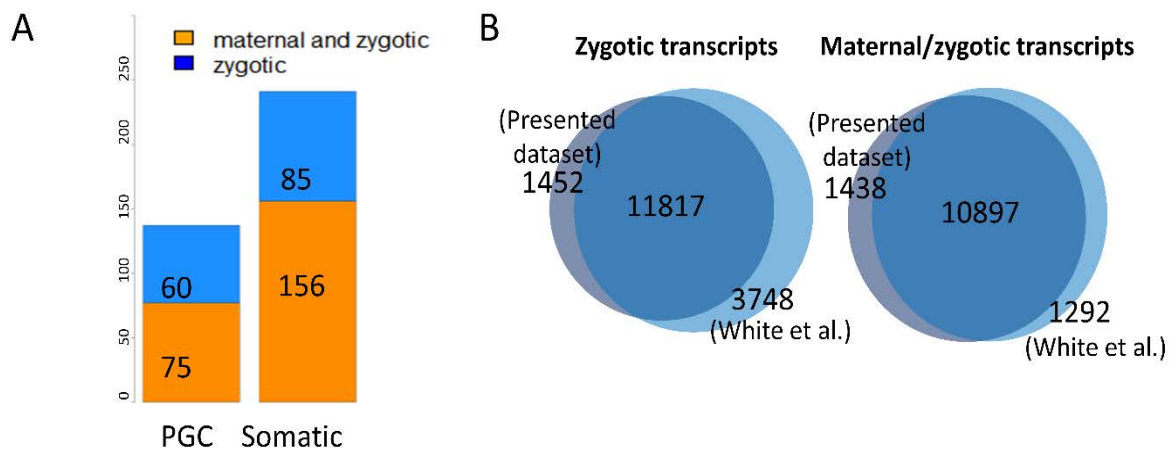 A
maternal and zygotic
zygotic
250
200
150
100
50
0
60
75
85
156
PGC
Somatic
B
Zygotic transcripts
(Presented
dataset)
1452
11817
3748
(White et al.)
Maternal/zygotic transcripts
(Presented
dataset)
1438
10897
1292
(White et al.)